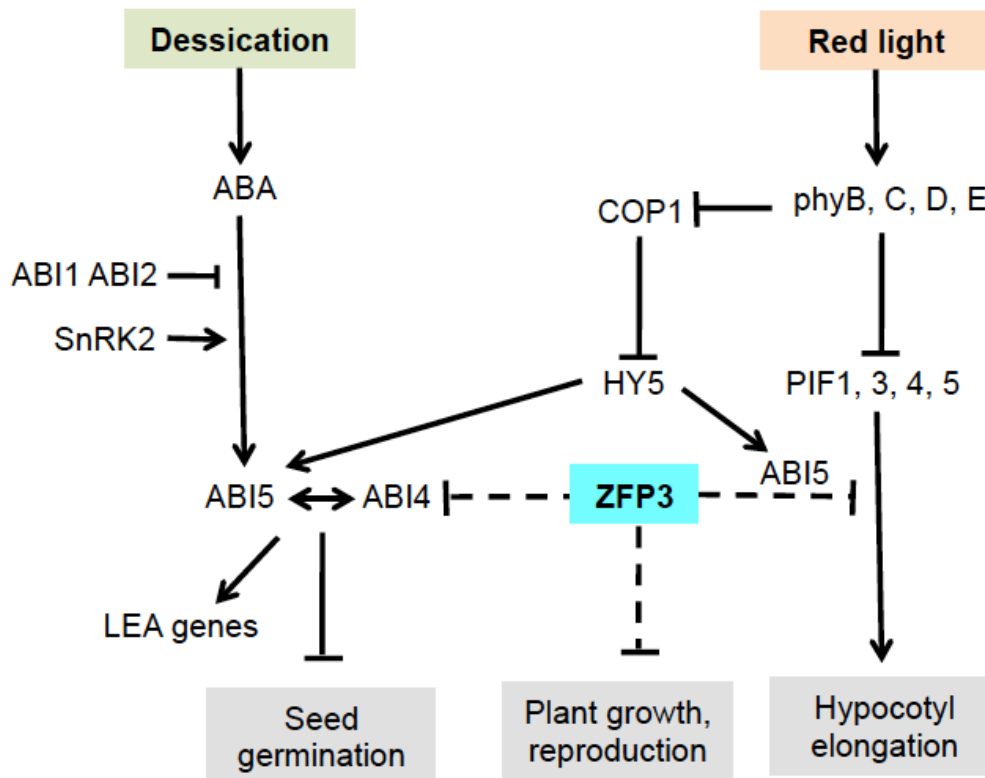 Dessication
Red light
ABA
COP1
phyB, C, D, E
ABI1 ABI2
SnRK2
HY5
PIF1, 3, 4, 5
ABI5
ABI5
ABI4
ZFP3
LEA genes
Seed
germination
Plant growth,
reproduction
Hypocotyl
elongation